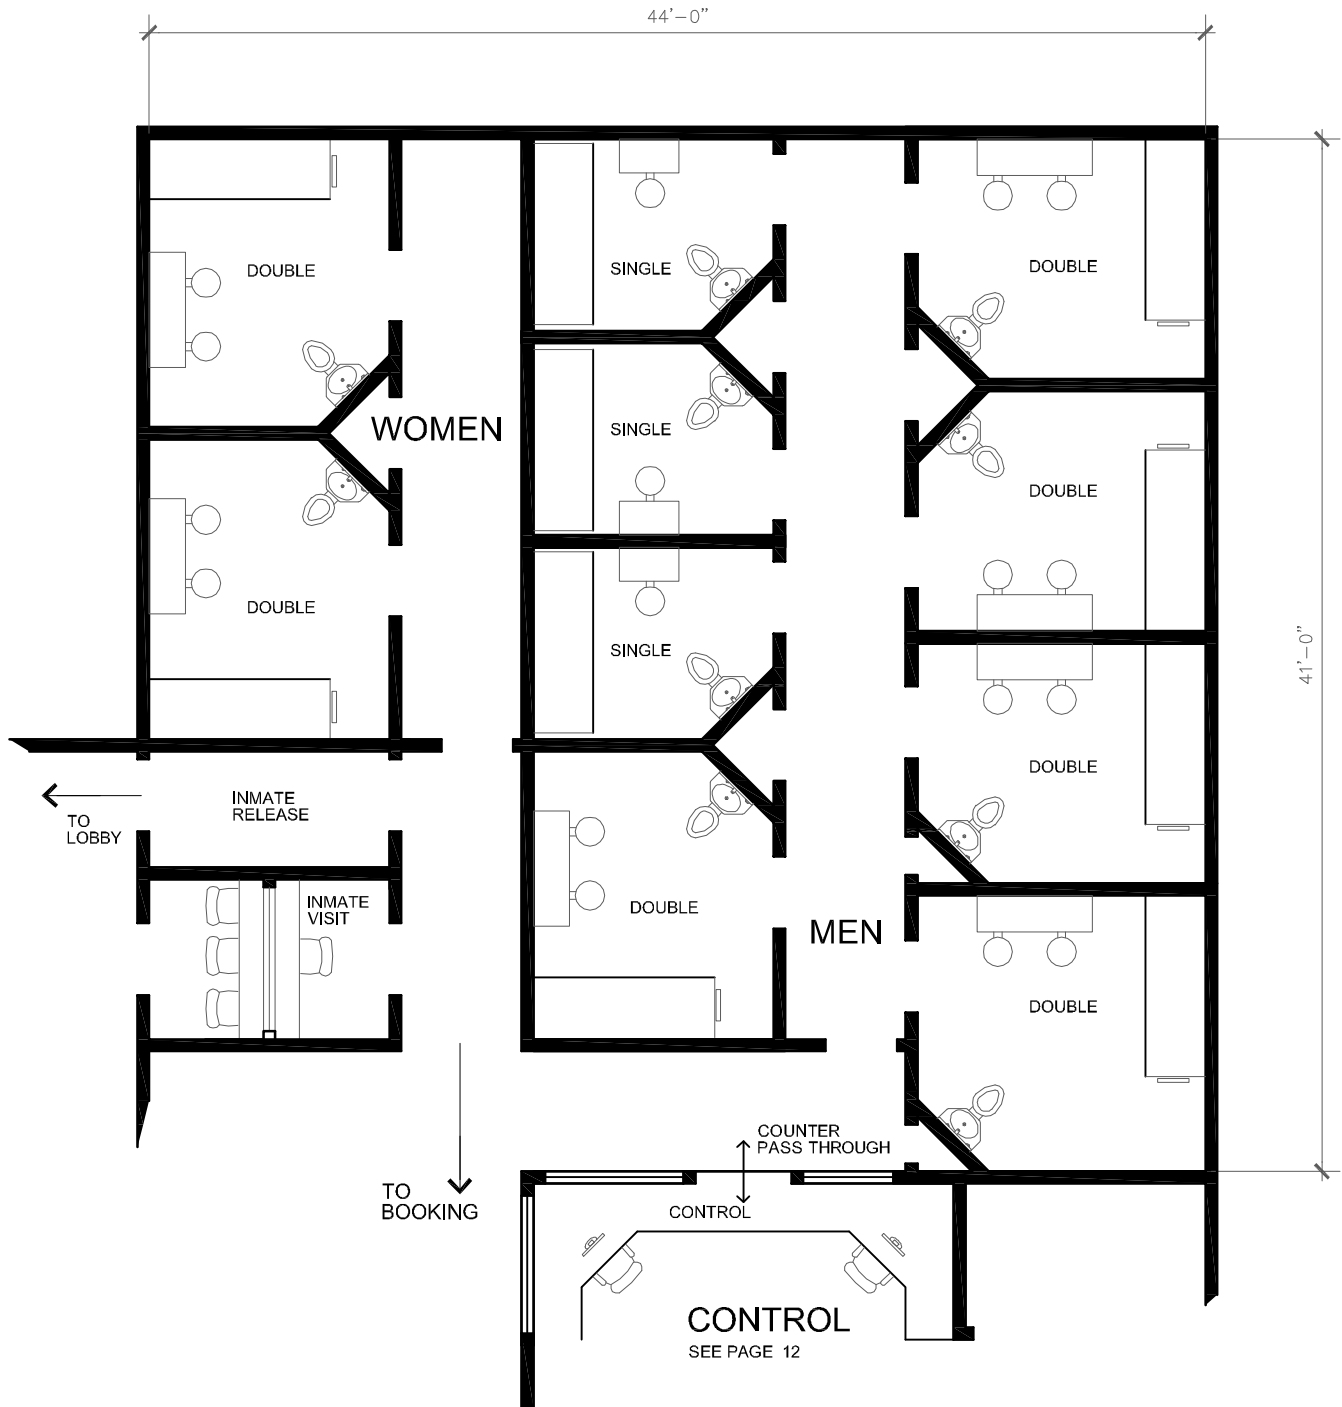 44'-0"
DOUBLE
SINGLE
DOUBLE
WOMEN
SINGLE
DOUBLE
DOUBLE
SINGLE
41'-0"
DOUBLE
INMATE
RELEASE
TO
LOBBY
INMATE
VISIT
DOUBLE
MEN
DOUBLE
COUNTER
PASS THROUGH
TO
BOOKING
CONTROL
CONTROL
SEE PAGE 12